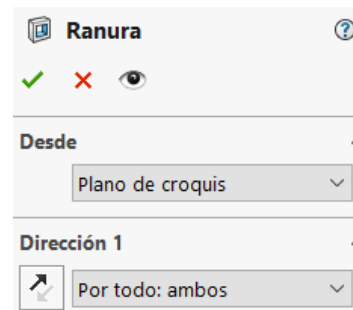 Ranura
Desde
Plano de croquis
Dirección 1
Por todo: ambos